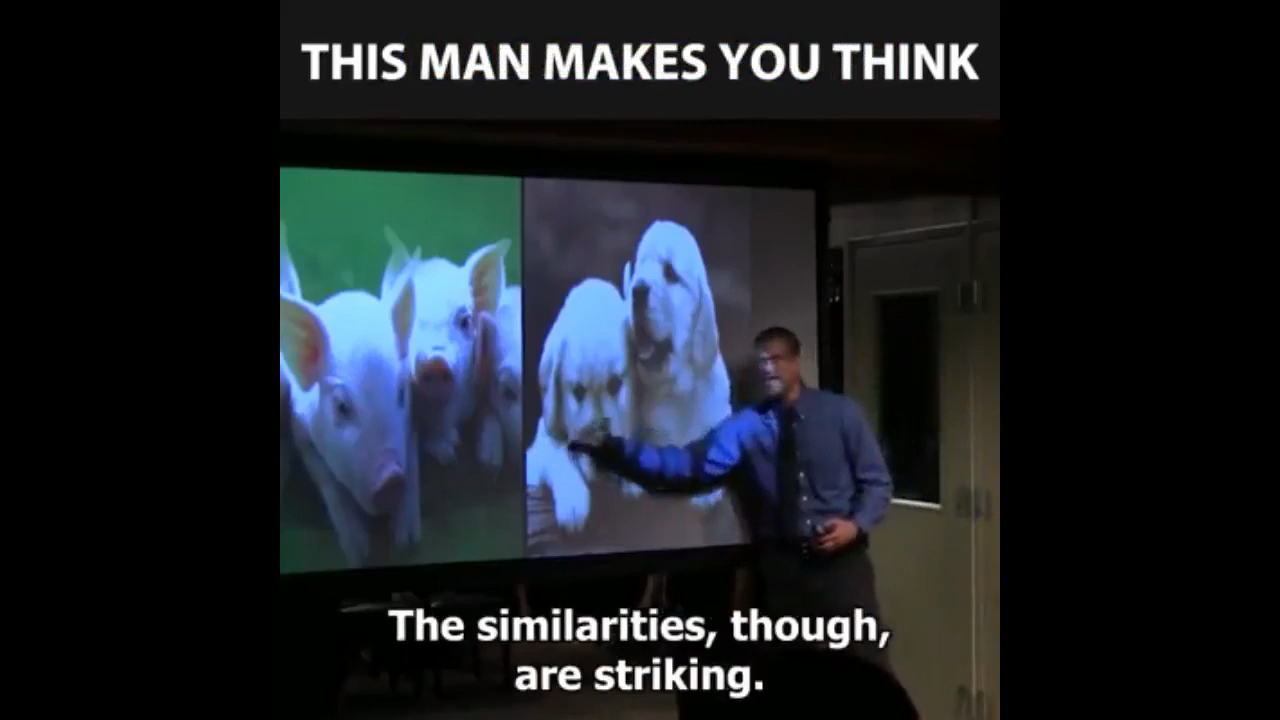 THIS MAN MAKES YOU THINK
The similarities, though,
are striking.